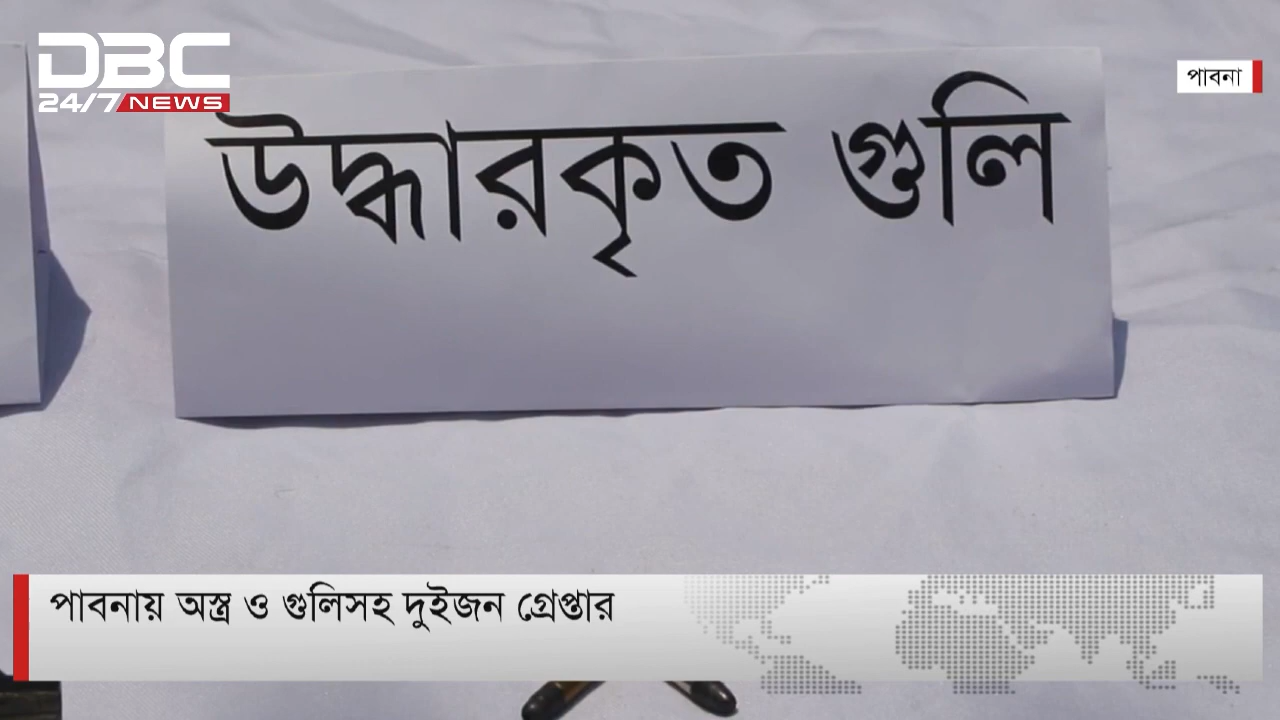 DBC
24/7 NEWS
পাবনা
উদ্ধারকৃত গুলি
পাবনায় অস্ত্র ও গুলিসহ দুইজন গ্রেপ্তার